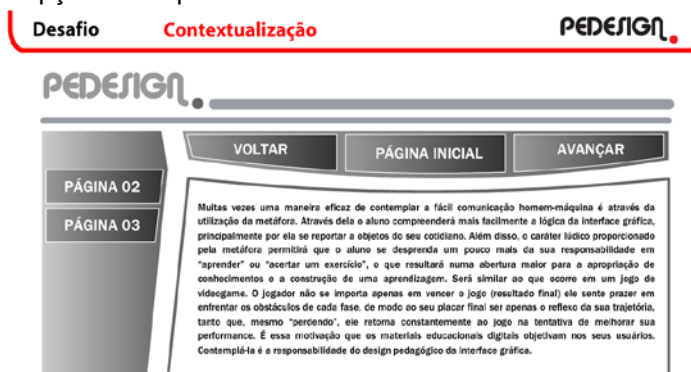 Desafio Contextualização PEDESIGN
PEDESIGN
VOLTAR PÁGINA INICIAL AVANÇAR
PÁGINA 02
PÁGINA 03
Muitas vezes uma maneira eficaz de contemplar a fácil comunicação homem-máquina é através da
utilização da metáfora. Através dela o aluno compreenderá mais facilmente a lógica da interface gráfica,
principalmente por ela se reportar a objetos do seu cotidiano. Além disso, o caráter lúdico proporcionado
pela metáfora permitirá que o aluno se desprenda um pouco mais da sua responsabilidade em
"aprender" ou "acertar um exercício", o que resultará numa abertura maior para a apropriação de
conhecimentos e a construção de uma aprendizagem. Será similar ao que ocorre em um jogo de
videogame. O jogador não se importa apenas em vencer o jogo (resultado final) ele sente prazer em
enfrentar os obstáculos de cada fase, de modo ao seu placar final ser apenas o reflexo da sua trajetória,
tanto que, mesmo "perdendo", ele retoma constantemente ao jogo na tentativa de melhorar sua
performance. É essa motivação que os materiais educacionais digitais objetivam nos seus usuários.
Contemplá-la é a responsabilidade do design pedagógico da interface gráfica.